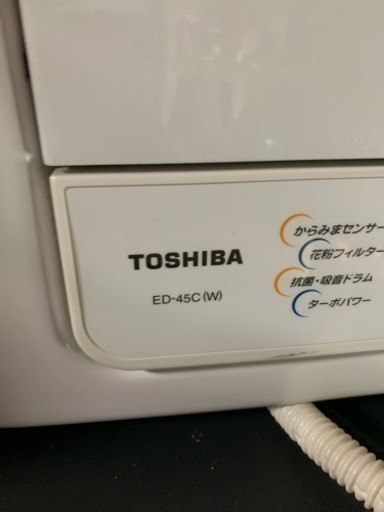 TOSHIBA
ED-45C(W)
からみまセンサー
花粉フィルター
抗菌・吸音ドラム
ターボパワー